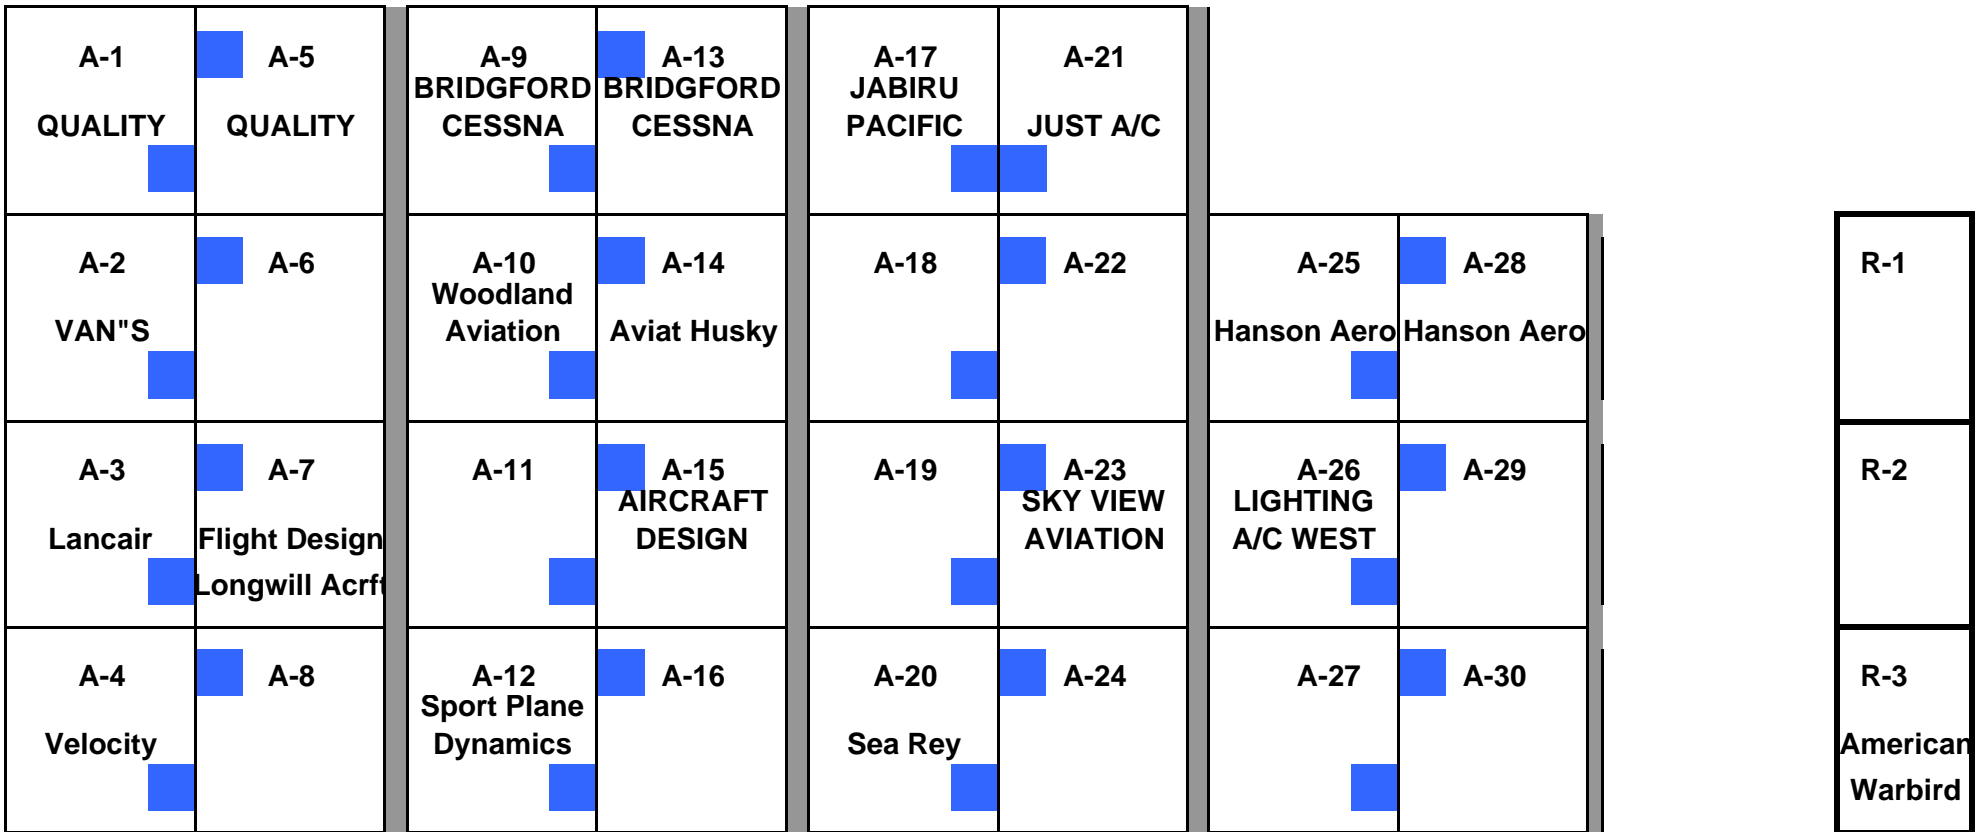 A-1
QUALITY
A-5
QUALITY
A-9
BRIDGFORD
CESSNA
A-13
BRIDGFORD
CESSNA
A-17
JABIRU
PACIFIC
A-21
JUST A/C
A-2
VAN"S
A-6
A-10
Woodland
Aviation
A-14
Aviat Husky
A-18
A-22
A-25
Hanson Aero
A-28
Hanson Aero
R-1
A-3
Lancair
A-7
Flight Design
Longwill Acrft
A-11
A-15
AIRCRAFT
DESIGN
A-19
A-23
SKY VIEW
AVIATION
A-26
LIGHTING
A/C WEST
A-29
R-2
A-4
Velocity
A-8
A-12
Sport Plane
Dynamics
A-16
A-20
Sea Rey
A-24
A-27
A-30
R-3
American
Warbird